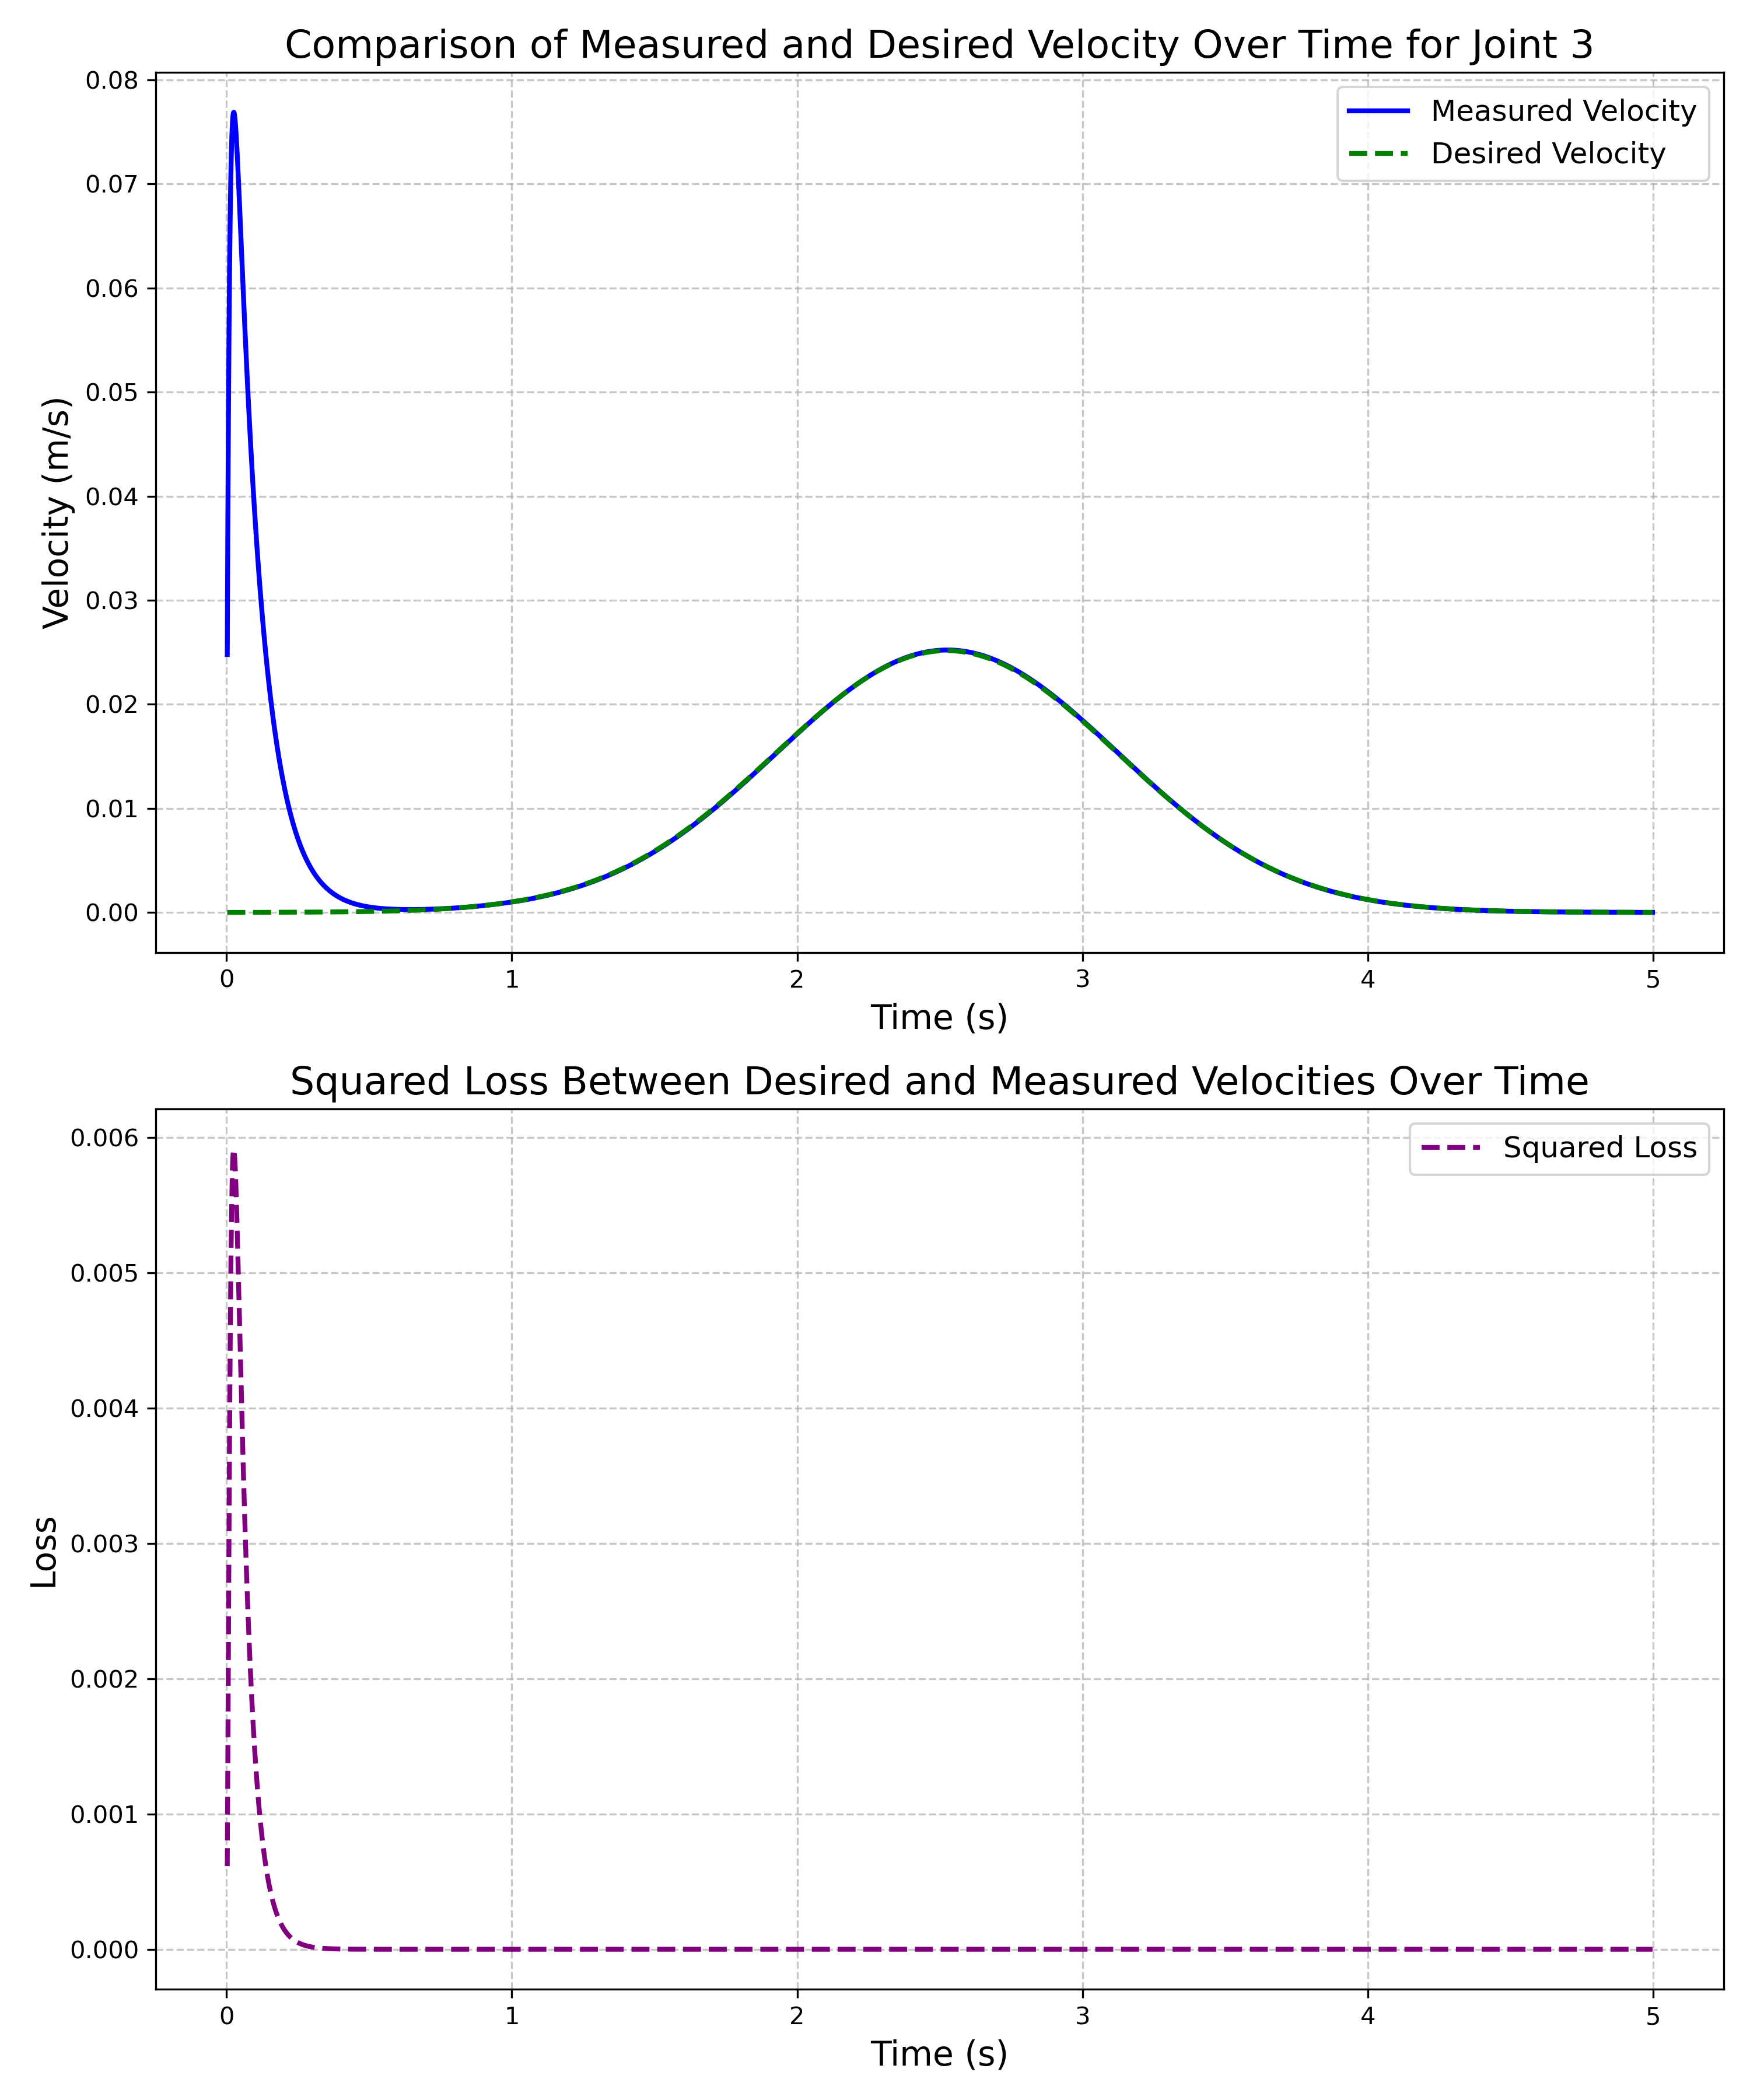 Comparison of Measured and Desired Velocity Over Time for Joint 3
Velocity (m/s)
0.08
0.07
0.06
0.05
0.04
0.03
0.02
0.01
0.00
Measured Velocity
Desired Velocity
0 1 2 3 4 5
Time (s)
Squared Loss Between Desired and Measured Velocities Over Time
Loss
0.006
0.005
0.004
0.003
0.002
0.001
0.000
Squared Loss
0 1 2 3 4 5
Time (s)